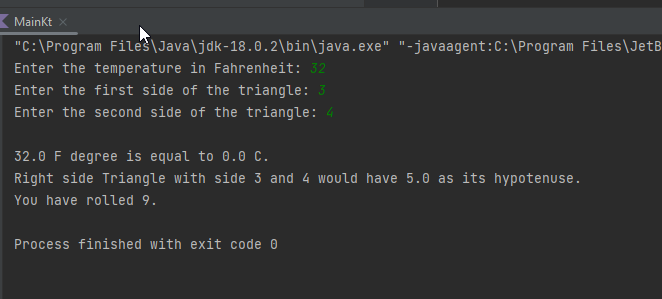 MainKt
"C:\Program Files\Java\jdk-18.0.2\bin\java.exe" "-javaagent:C:\Program Files\JetB
Enter the temperature in Fahrenheit: 32
Enter the first side of the triangle: 3
Enter the second side of the triangle: 4
32.0 F degree is equal to 0.0 C.
Right side Triangle with side 3 and 4 would have 5.0 as its hypotenuse.
You have rolled 9.
Process finished with exit code 0